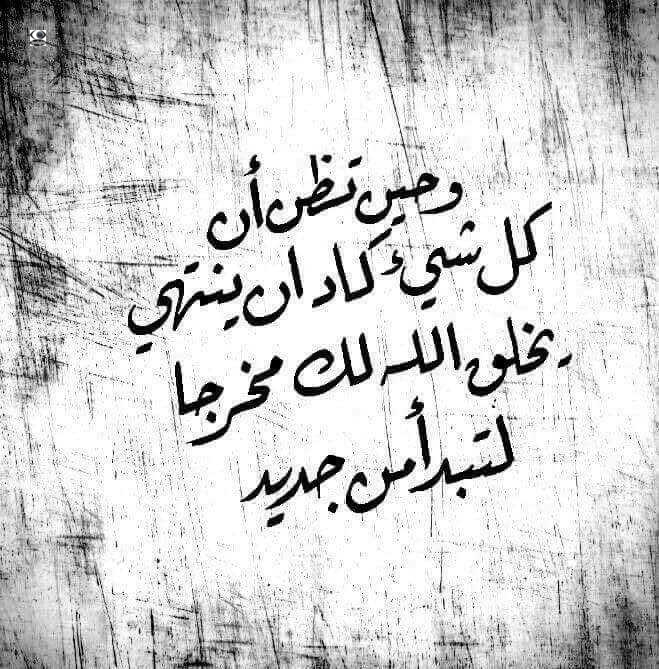 وحين تظن أن
كل شيء كاد ان ينتهي
يخلق الله لك مخرجا
لتبدأ من جديد